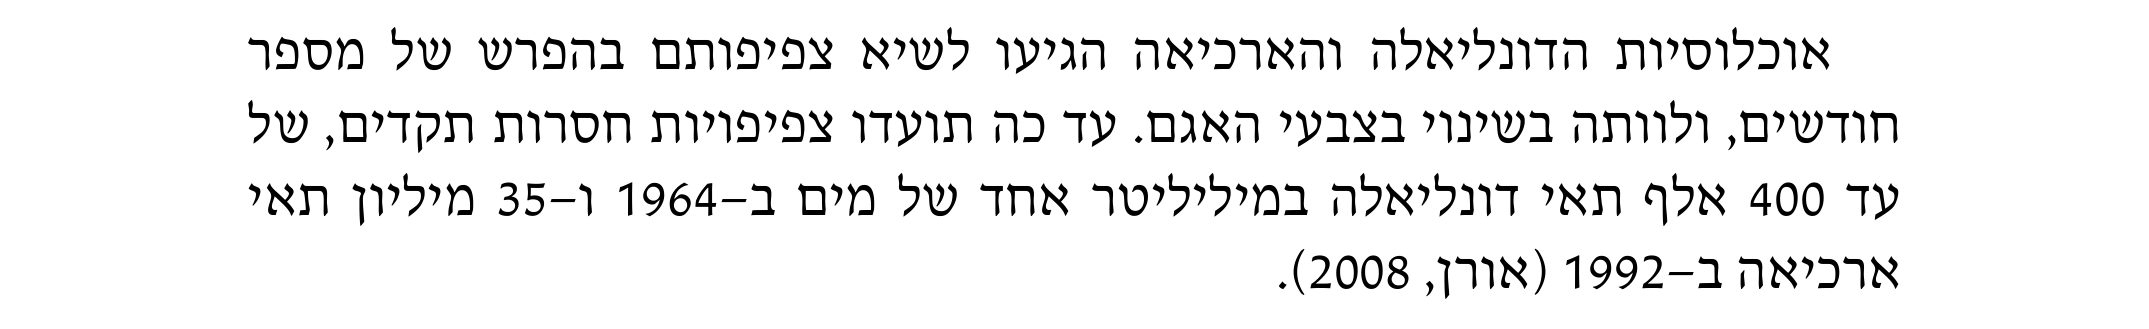 אוכלוסיות הדונליאלה והארכיאה הגיעו לשיא צפיפותם בהפרש של מספר
חודשים, ולוותה בשינוי בצבעי האגם. עד כה תועדו צפיפויות חסרות תקדים, של
עד 400 אלף תאי דונליאלה במיליליטר אחד של מים ב–1964 ו–35 מיליון תאי
ארכיאה ב–1992 (אורן, 2008).